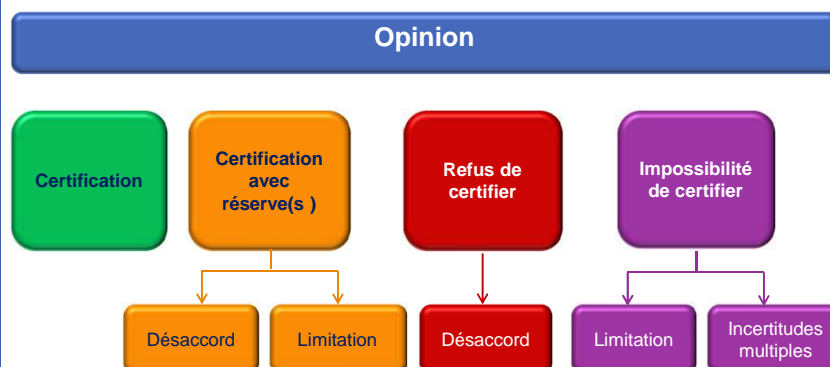 Opinion
Certification
Certification
avec
réserve(s )
Refus de
certifier
Impossibilité
de certifier
Désaccord
Limitation
Désaccord
Limitation
Incertitudes
multiples